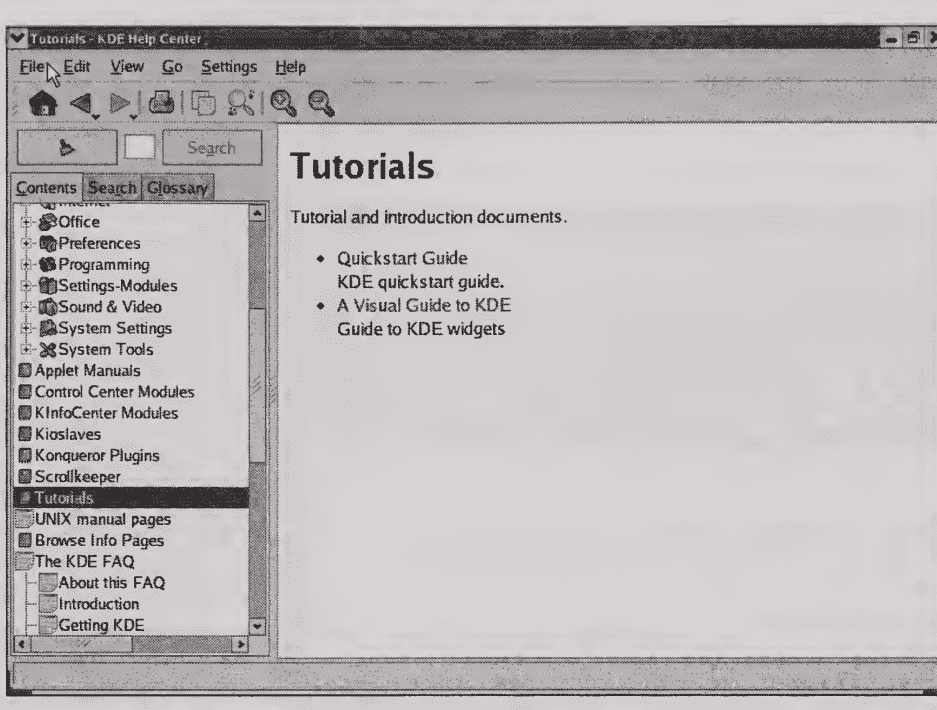 Tutorials - KDE Help Center
File Edit View Go Settings Help
Search
Contents Search Glossary
Internet
Office
Preferences
Programming
Settings-Modules
Sound & Video
System Settings
System Tools
Applet Manuals
Control Center Modules
KInfoCenter Modules
Kioslaves
Konqueror Plugins
Scrollkeeper
Tutorials
UNIX manual pages
Browse Info Pages
The KDE FAQ
About this FAQ
Introduction
Getting KDE
Tutorials
Tutorial and introduction documents.
• Quickstart Guide
KDE quickstart guide.
• A Visual Guide to KDE
Guide to KDE widgets